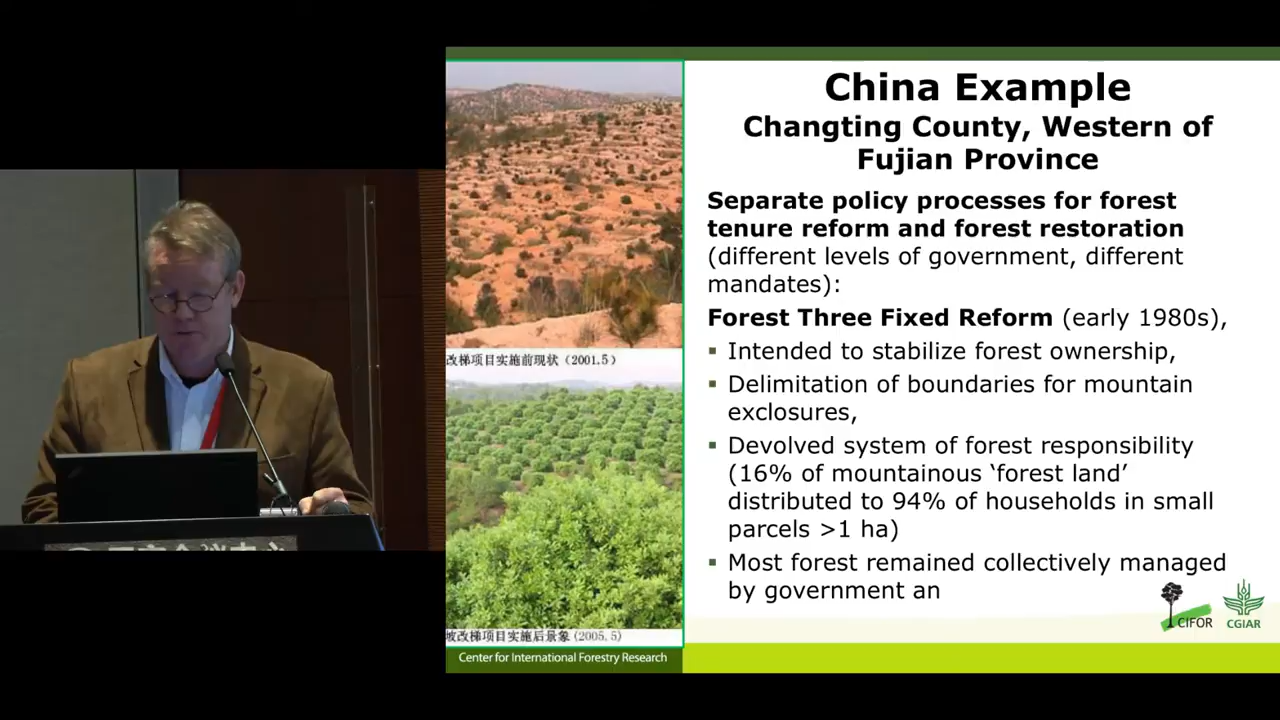 China Example
Changting County, Western of
Fujian Province
Separate policy processes for forest
tenure reform and forest restoration
(different levels of government, different
mandates):
Forest Three Fixed Reform (early 1980s),
▪ Intended to stabilize forest ownership,
▪ Delimitation of boundaries for mountain
exclosures,
▪ Devolved system of forest responsibility
(16% of mountainous ‘forest land’
distributed to 94% of households in small
parcels >1 ha)
▪ Most forest remained collectively managed
by government an
改梯项目实施前现状（2001.5）
坡改梯项目实施后景象(2005.5)
Center for International Forestry Research
CIFOR
CGIAR